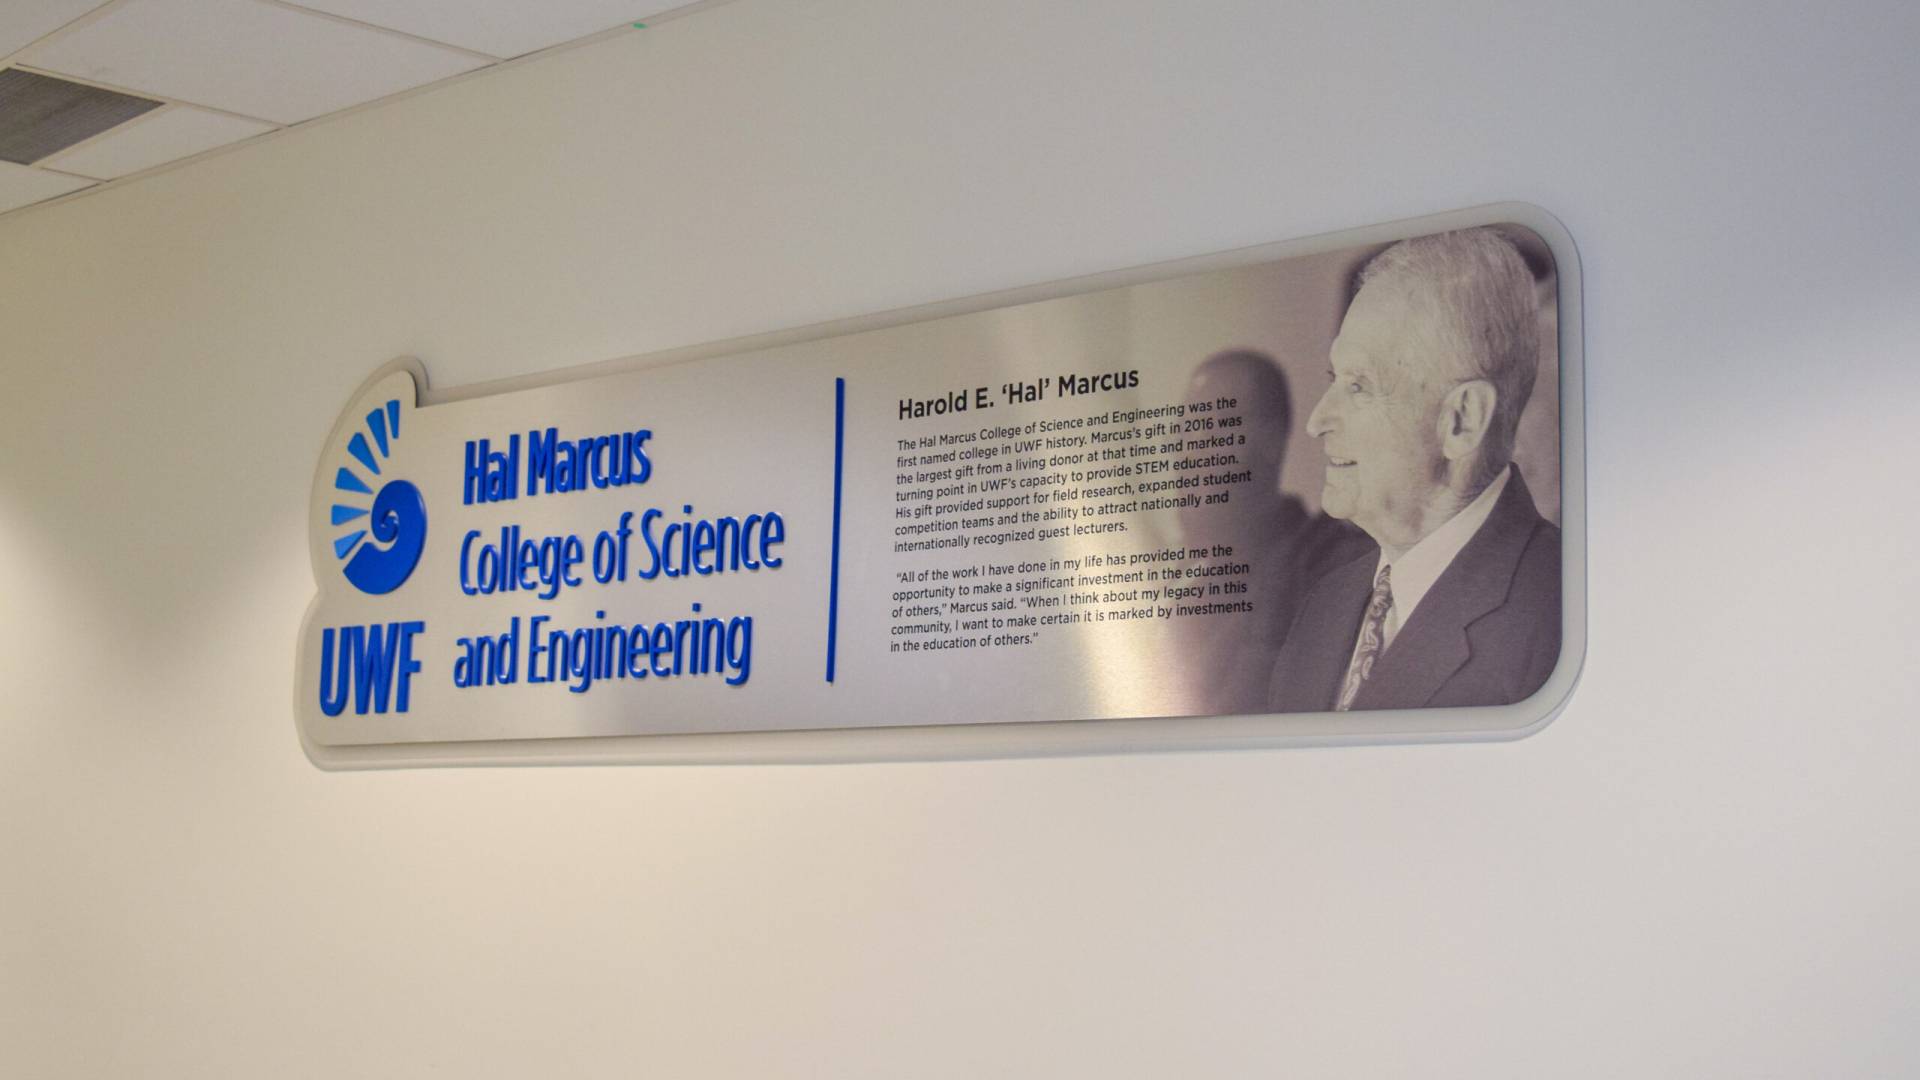 Hal Marcus
College of Science
and Engineering
UWF
Harold E. ‘Hal’ Marcus
The Hal Marcus College of Science and Engineering was the
first named college in UWF history. Marcus’s gift in 2016 was
the largest gift from a living donor at that time and marked a
turning point in UWF’s capacity to provide STEM education.
His gift provided support for field research, expanded student
competition teams and the ability to attract nationally and
internationally recognized guest lecturers.
“All of the work I have done in my life has provided me the
opportunity to make a significant investment in the education
of others,” Marcus said. “When I think about my legacy in this
community, I want to make certain it is marked by investments
in the education of others.”